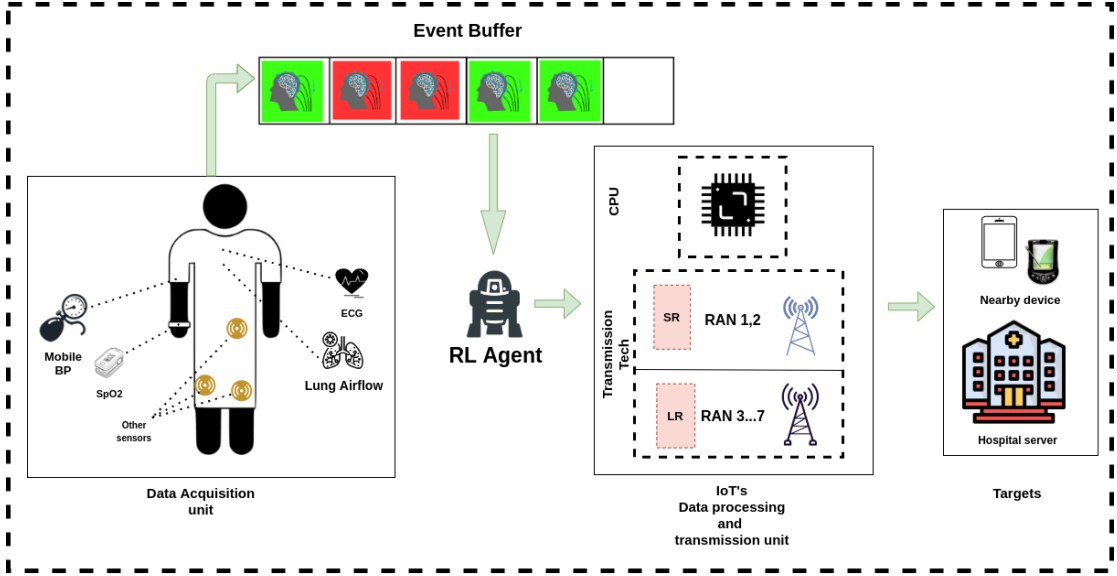 Event Buffer
ECG
Mobile
BP
SpO2
Lung Airflow
Other
sensors
Data Acquisition
unit
RL Agent
CPU
Transmission
Tech
SR
RAN 1,2
LR
RAN 3...7
IoT's
Data processing
and
transmission unit
Nearby device
Hospital server
Targets